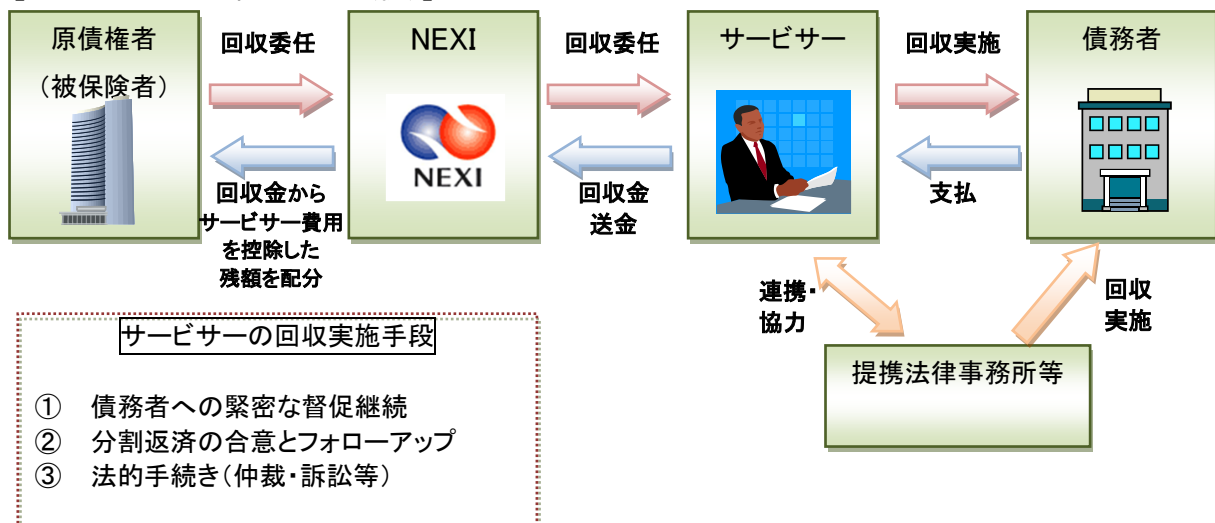 原債権者
(被保険者)
回収委任
NEXI
回収委任
サービサー
回収実施
債務者
NEXI
回収金から
サービサー費用
を控除した
残額を配分
回収金
送金
支払
連携・
協力
回収
実施
提携法律事務所等
サービサーの回収実施手段
① 債務者への緊密な督促継続
② 分割返済の合意とフォローアップ
③ 法的手続き(仲裁・訴訟等)